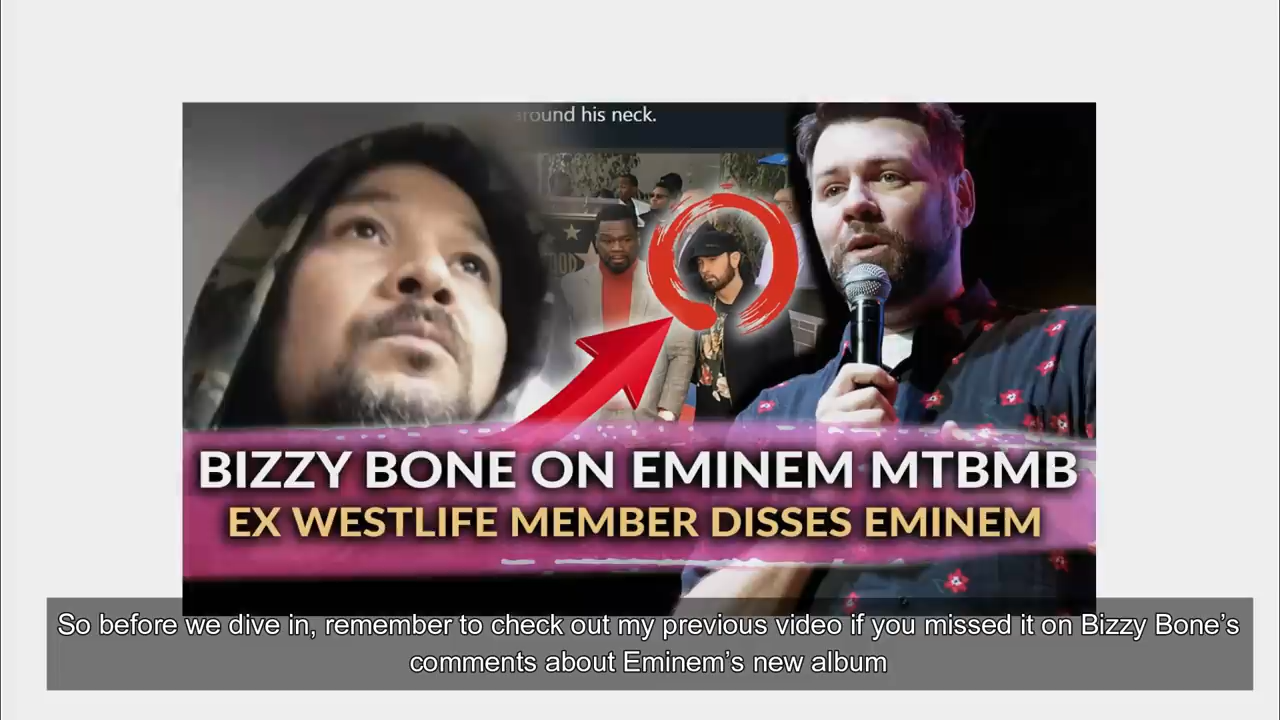 around his neck.
BIZZY BONE ON EMINEM MTBMB
EX WESTLIFE MEMBER DISSES EMINEM
So before we dive in, remember to check out my previous video if you missed it on Bizzy Bone’s
comments about Eminem’s new album